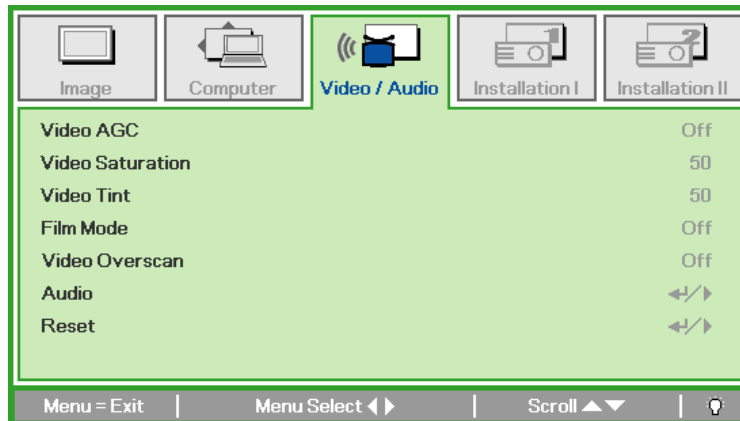 Image
Computer
Video / Audio
Installation I
Installation II
Video AGC Off
Video Saturation 50
Video Tint 50
Film Mode Off
Video Overscan Off
Audio
Reset
Menu = Exit
Menu Select
Scroll